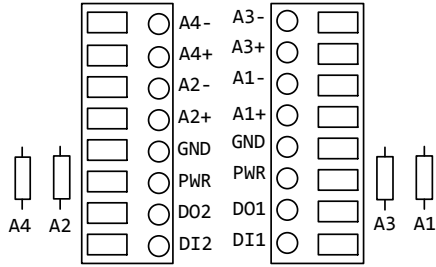 A4- A3-
A4+ A3+
A2- A1-
A2+ A1+
GND GND
PWR PWR
DO2 DO1
A4 A2 A3 A1
DI2 DI1